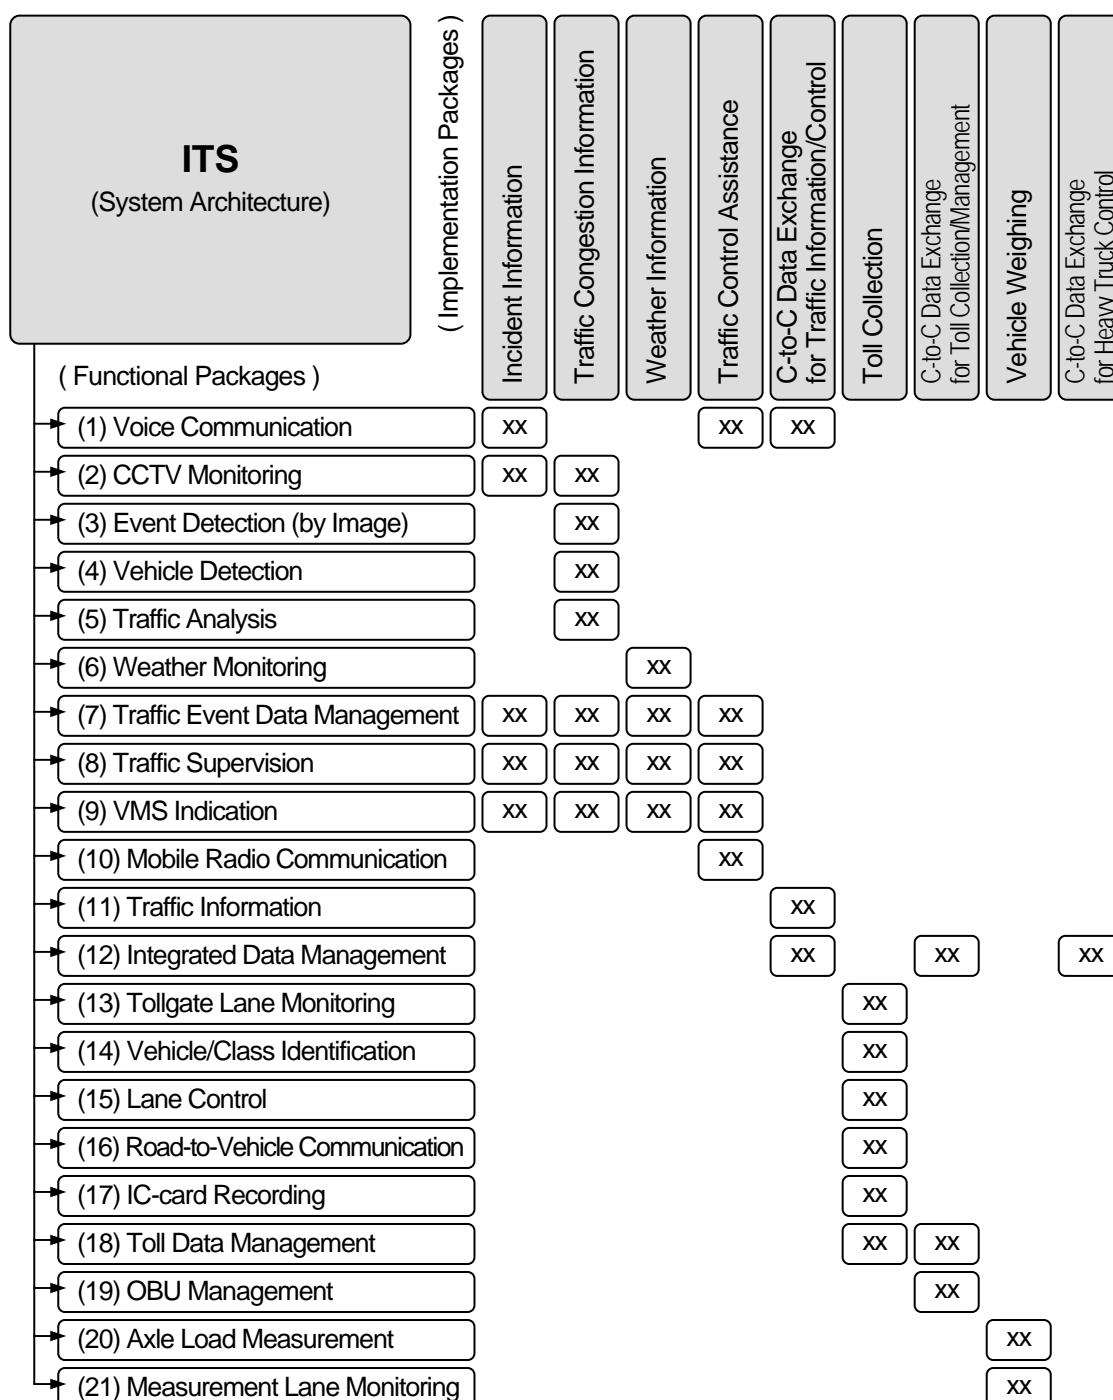 ITS
(System Architecture)
( Implementation Packages )
Incident Information
Traffic Congestion Information
Weather Information
Traffic Control Assistance
C-to-C Data Exchange
for Traffic Information/Control
Toll Collection
C-to-C Data Exchange
for Toll Collection/Management
Vehicle Weighing
C-to-C Data Exchange
for Heavy Truck Control
( Functional Packages )
(1) Voice Communication xx xx xx
(2) CCTV Monitoring xx xx
(3) Event Detection (by Image) xx
(4) Vehicle Detection xx
(5) Traffic Analysis xx
(6) Weather Monitoring xx
(7) Traffic Event Data Management xx xx xx xx
(8) Traffic Supervision xx xx xx xx
(9) VMS Indication xx xx xx xx
(10) Mobile Radio Communication xx
(11) Traffic Information xx
(12) Integrated Data Management xx xx xx
(13) Tollgate Lane Monitoring xx
(14) Vehicle/Class Identification xx
(15) Lane Control xx
(16) Road-to-Vehicle Communication xx
(17) IC-card Recording xx
(18) Toll Data Management xx xx
(19) OBU Management xx
(20) Axle Load Measurement xx
(21) Measurement Lane Monitoring xx